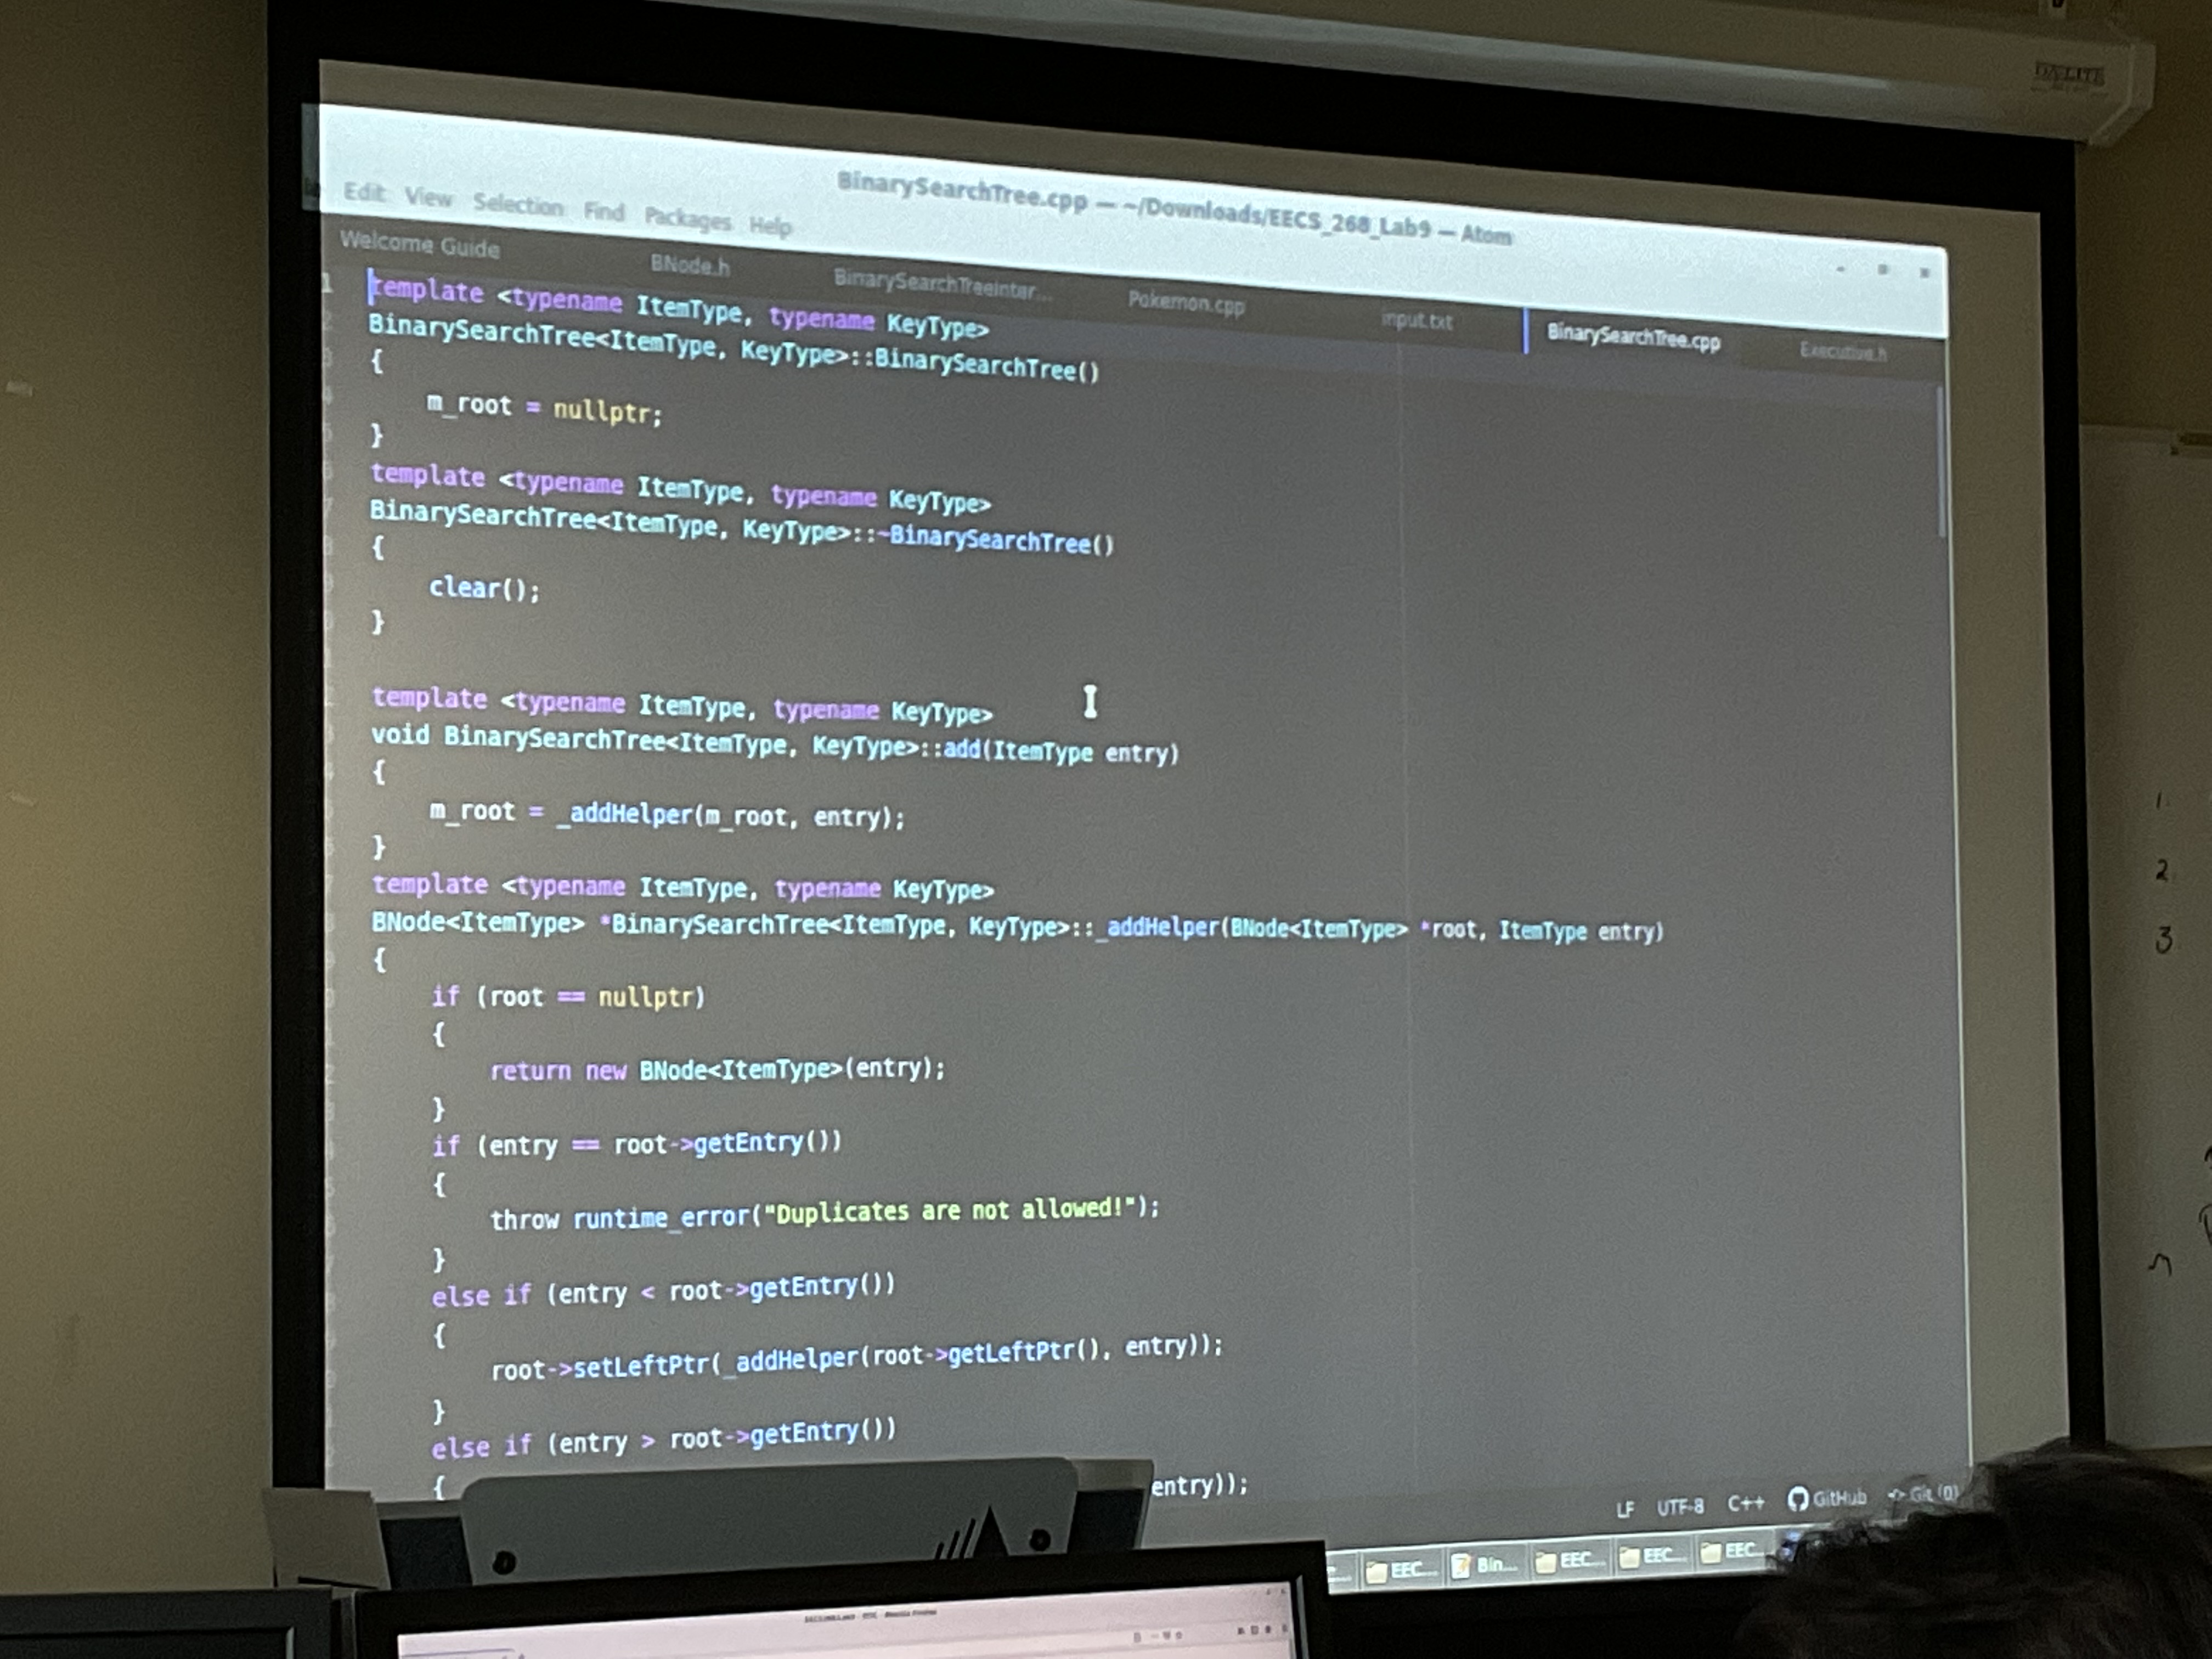 DA-LITE
BinarySearchTree.cpp — ~/Downloads/EECS_268_Lab9 — Atom
Edit View Selection Find Packages Help
Welcome Guide BNode.h BinarySearchTreeInter... Pokemon.cpp input.txt BinarySearchTree.cpp Executive.h
1 template <typename ItemType, typename KeyType>
BinarySearchTree<ItemType, KeyType>::BinarySearchTree()
{
m_root = nullptr;
}
template <typename ItemType, typename KeyType>
BinarySearchTree<ItemType, KeyType>::~BinarySearchTree()
{
clear();
}
template <typename ItemType, typename KeyType>
void BinarySearchTree<ItemType, KeyType>::add(ItemType entry)
{
m_root = _addHelper(m_root, entry);
}
template <typename ItemType, typename KeyType>
BNode<ItemType> *BinarySearchTree<ItemType, KeyType>::_addHelper(BNode<ItemType> *root, ItemType entry)
{
if (root == nullptr)
{
return new BNode<ItemType>(entry);
}
if (entry == root->getEntry())
{
throw runtime_error("Duplicates are not allowed!");
}
else if (entry < root->getEntry())
{
root->setLeftPtr(_addHelper(root->getLeftPtr(), entry));
}
else if (entry > root->getEntry())
{
entry));
LF UTF-8 C++ GitHub Git (0)
EEC... Bin... EEC... EEC... EEC...
1
2
3